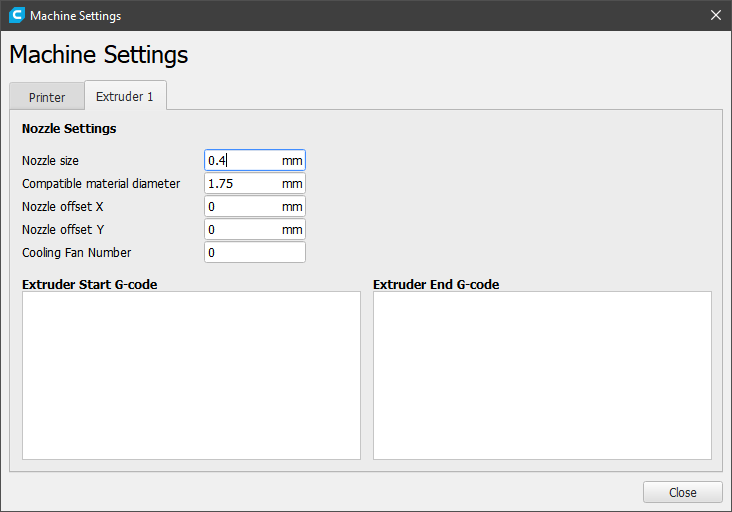 Machine Settings
Machine Settings
Printer
Extruder 1
Nozzle Settings
Nozzle size 0.4 mm
Compatible material diameter 1.75 mm
Nozzle offset X 0 mm
Nozzle offset Y 0 mm
Cooling Fan Number 0
Extruder Start G-code
Extruder End G-code
Close